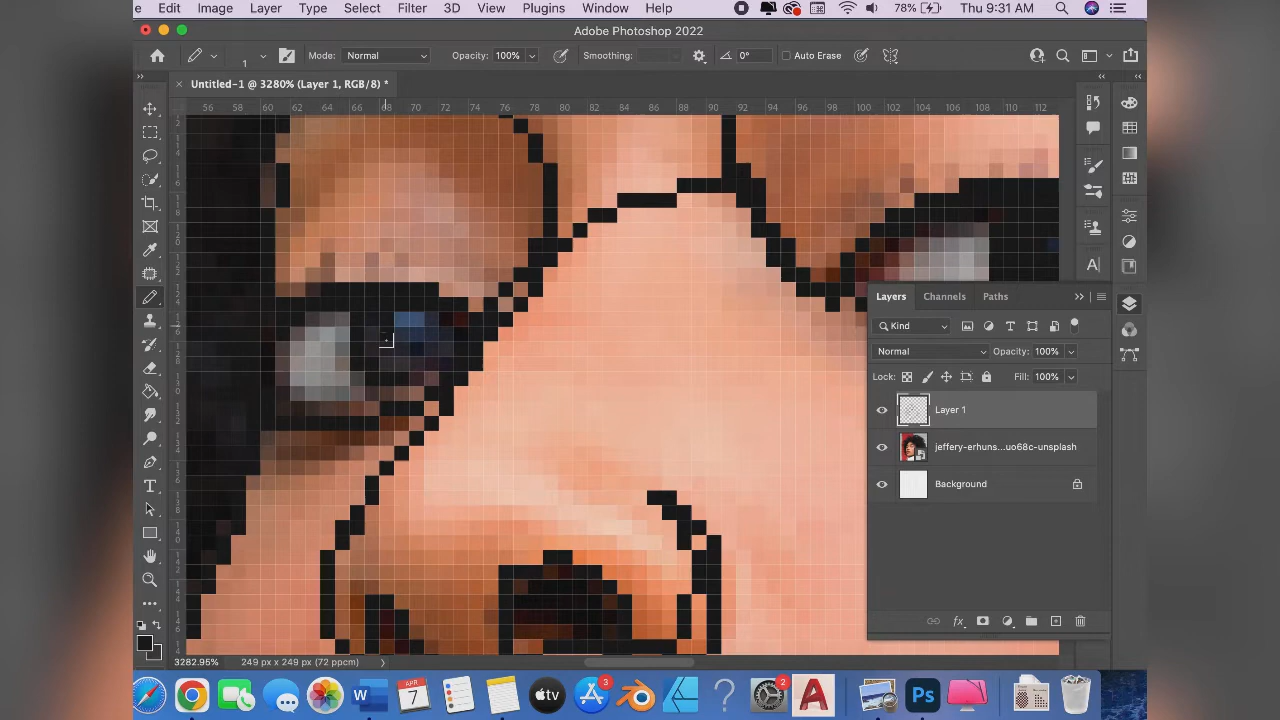 Edit Image Layer Type Select Filter 3D View Plugins Window Help 78% Thu 9:31 AM
Adobe Photoshop 2022
1 Mode: Normal Opacity: 100% Smoothing: 0° Auto Erase
Untitled-1 @ 3280% (Layer 1, RGB/8) *
56 58 60 62 64 66 68 70 72 74 76 78 80 82 84 86 88 90 92 94 96 98 100 102 104 106 108 110 112
Layers Channels Paths
Kind
Normal Opacity: 100%
Lock: Fill: 100%
Layer 1
jeffery-erhuns...uo68c-unsplash
Background
3282.95% 249 px x 249 px (72 ppcm)
APR
7
3
2
Ps